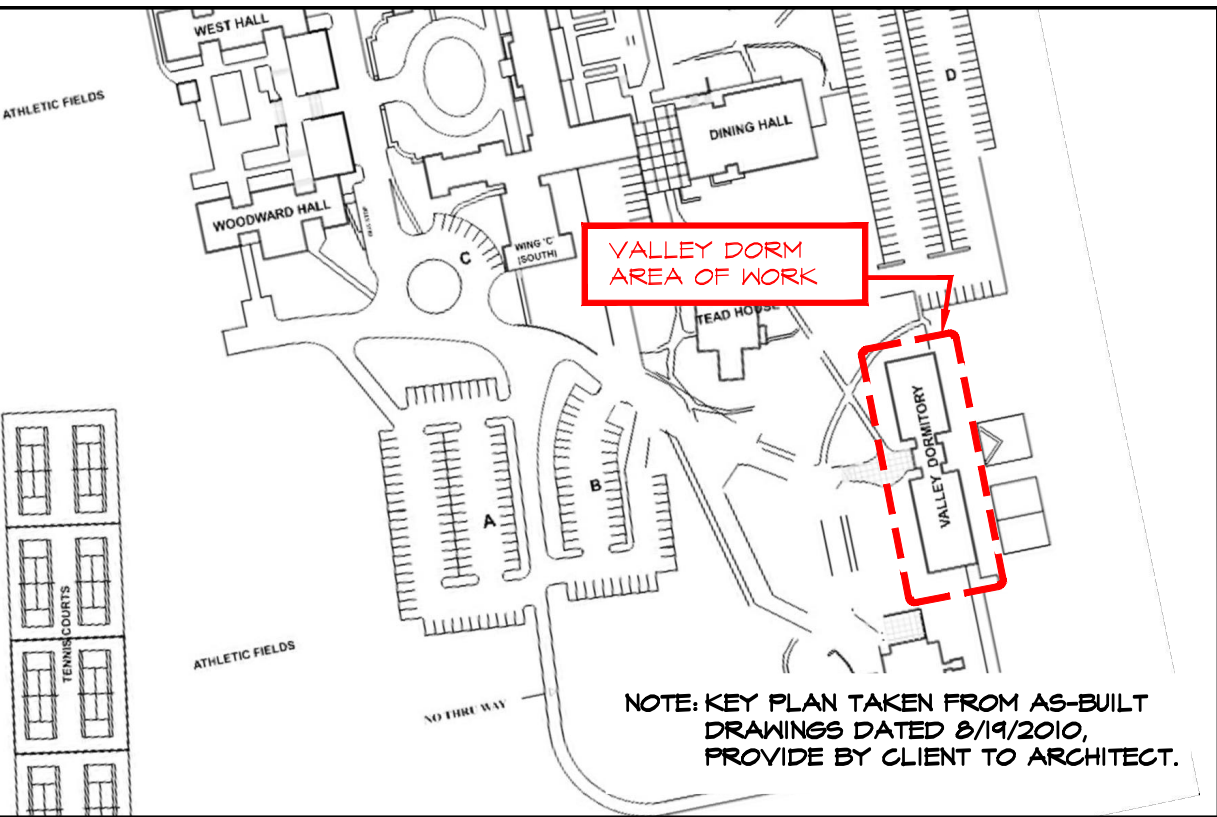 WEST HALL
ATHLETIC FIELDS
D
DINING HALL
WOODWARD HALL
C
WING 'C'
(SOUTH)
VALLEY DORM
AREA OF WORK
TEAD HOUSE
VALLEY DORMITORY
B
A
TENNIS COURTS
ATHLETIC FIELDS
NO THRU WAY
NOTE: KEY PLAN TAKEN FROM AS-BUILT
DRAWINGS DATED 8/19/2010,
PROVIDE BY CLIENT TO ARCHITECT.